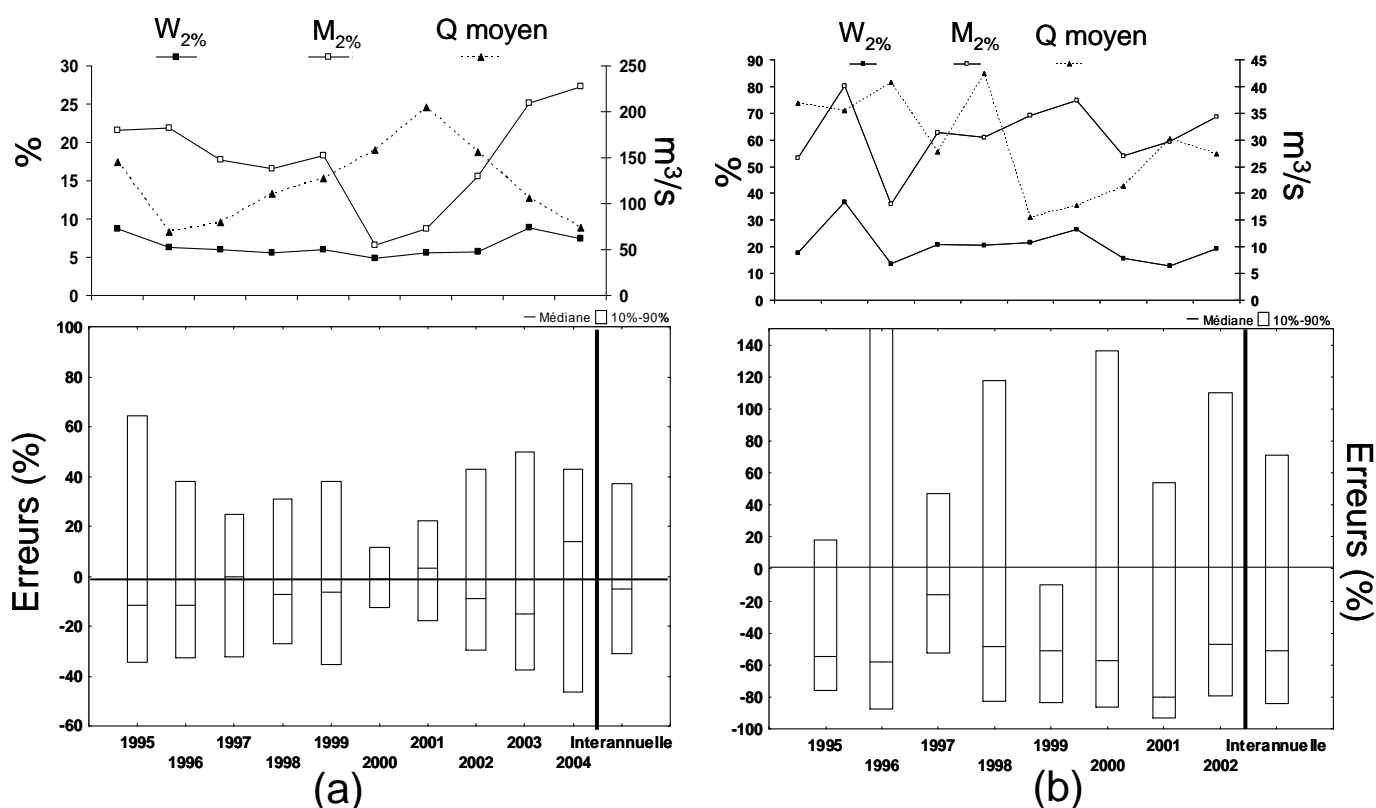 W2% M2% Q moyen
30 250
25 200
20 150
15 100
10 50
5 0
0
%
m³/s
Médiane 10%-90%
100
80
60
40
20
0
-20
-40
-60
Erreurs (%)
1995 1997 1999 2001 2003 Interannuelle
1996 1998 2000 2002 2004
(a)
W2% M2% Q moyen
90 45
80 40
70 35
60 30
50 25
40 20
30 15
20 10
10 5
0 0
%
m³/s
Médiane 10%-90%
140
120
100
80
60
40
20
0
-20
-40
-60
-80
-100
Erreurs (%)
1995 1997 1999 2001 Interannuelle
1996 1998 2000 2002
(b)